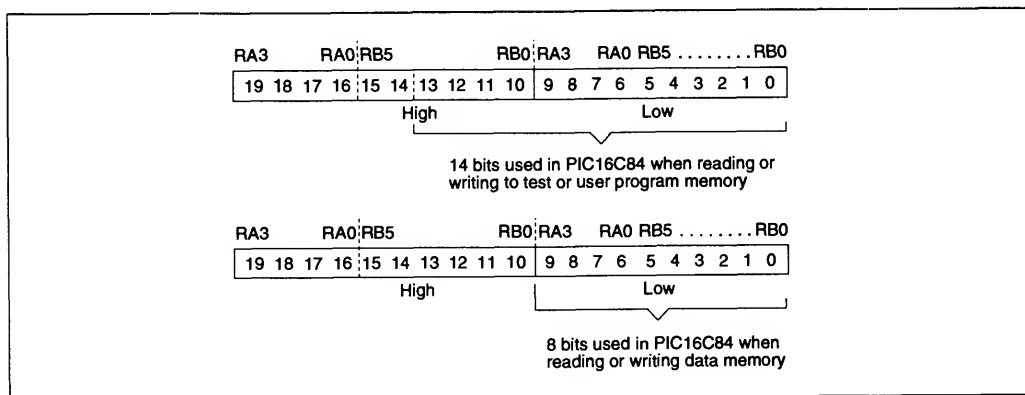 RA3 RA0 RB5 RB0 RA3 RA0 RB5 . . . . . . . . RB0
19 18 17 16 15 14 13 12 11 10 9 8 7 6 5 4 3 2 1 0
High Low
14 bits used in PIC16C84 when reading or
writing to test or user program memory
RA3 RA0 RB5 RB0 RA3 RA0 RB5 . . . . . . . . RB0
19 18 17 16 15 14 13 12 11 10 9 8 7 6 5 4 3 2 1 0
High Low
8 bits used in PIC16C84 when
reading or writing data memory